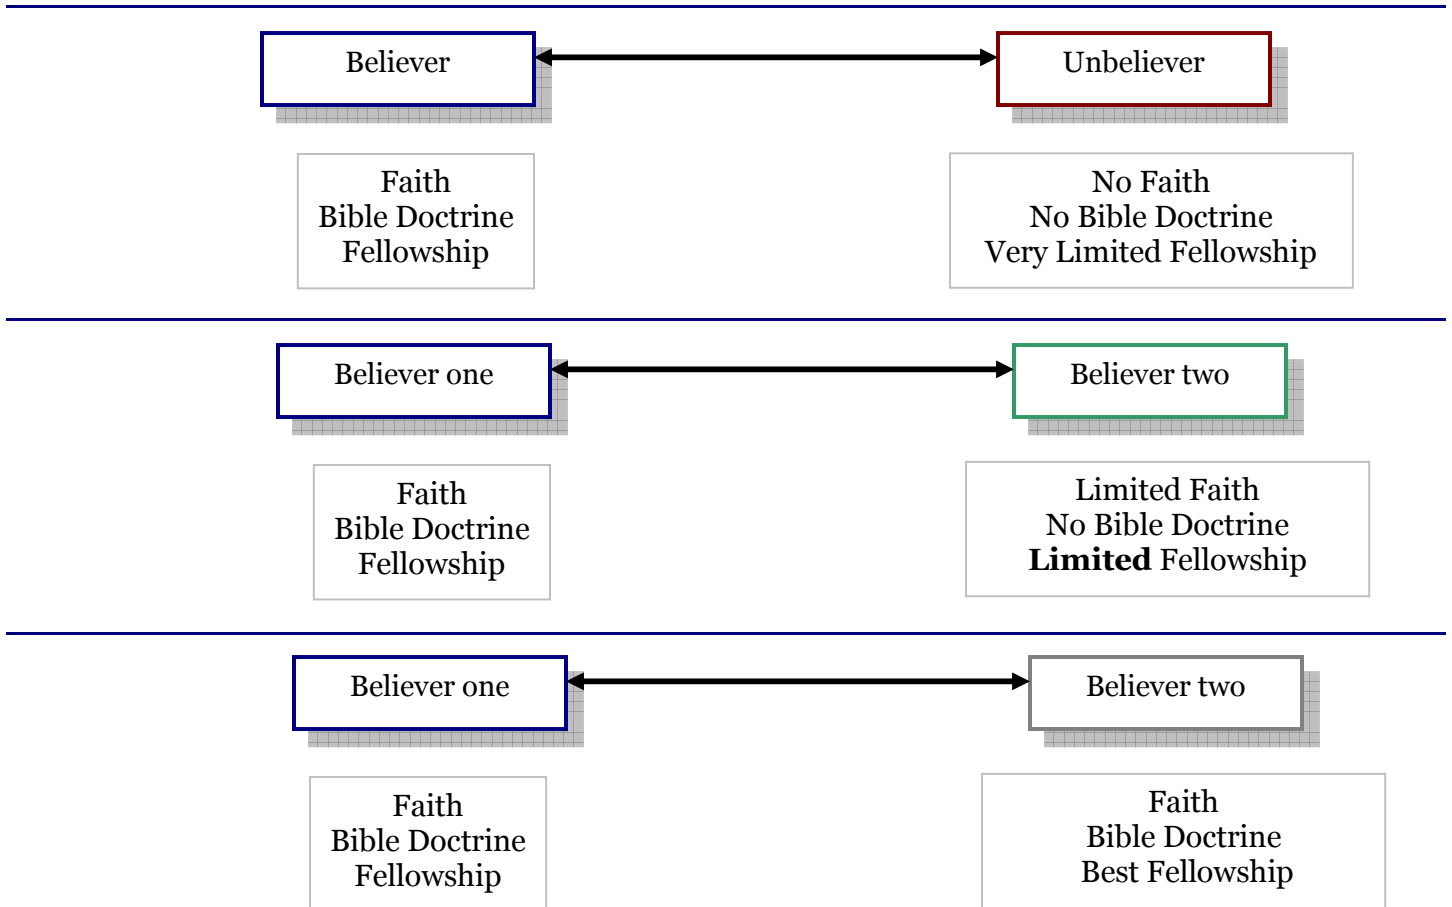 Believer
Unbeliever
Faith
Bible Doctrine
Fellowship
No Faith
No Bible Doctrine
Very Limited Fellowship
Believer one
Believer two
Faith
Bible Doctrine
Fellowship
Limited Faith
No Bible Doctrine
Limited Fellowship
Believer one
Believer two
Faith
Bible Doctrine
Fellowship
Faith
Bible Doctrine
Best Fellowship